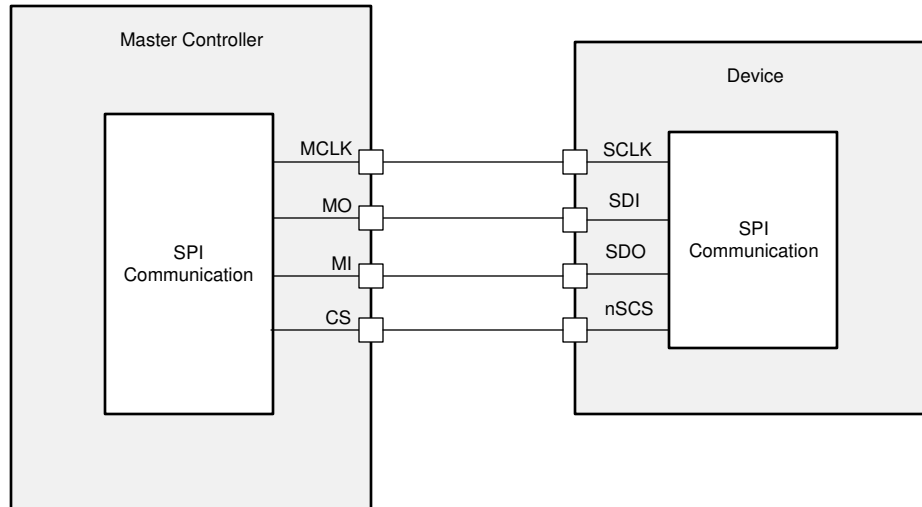 Master Controller
Device
MCLK
SCLK
MO
SDI
SPI
Communication
SPI
Communication
MI
SDO
CS
nSCS